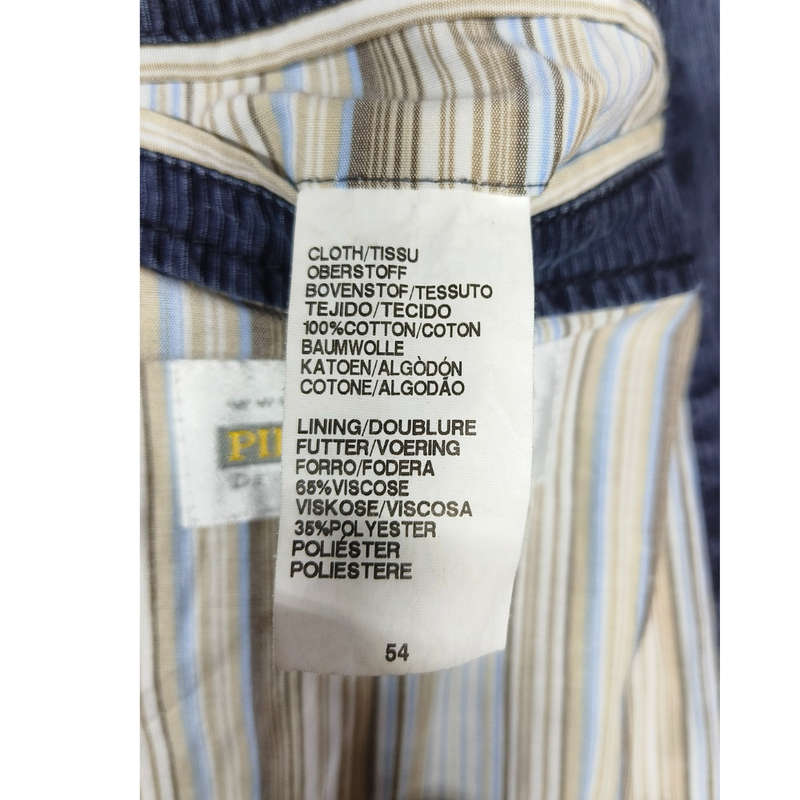 CLOTH/TISSU
OBERSTOFF
BOVENSTOF/TESSUTO
TEJIDO/TECIDO
100%COTTON/COTON
BAUMWOLLE
KATOEN/ALGÒDÓN
COTONE/ALGODÃO
LINING/DOUBLURE
FUTTER/VOERING
FORRO/FODERA
65%VISCOSE
VISKOSE/VISCOSA
35%POLYESTER
POLIÉSTER
POLIESTERE
54